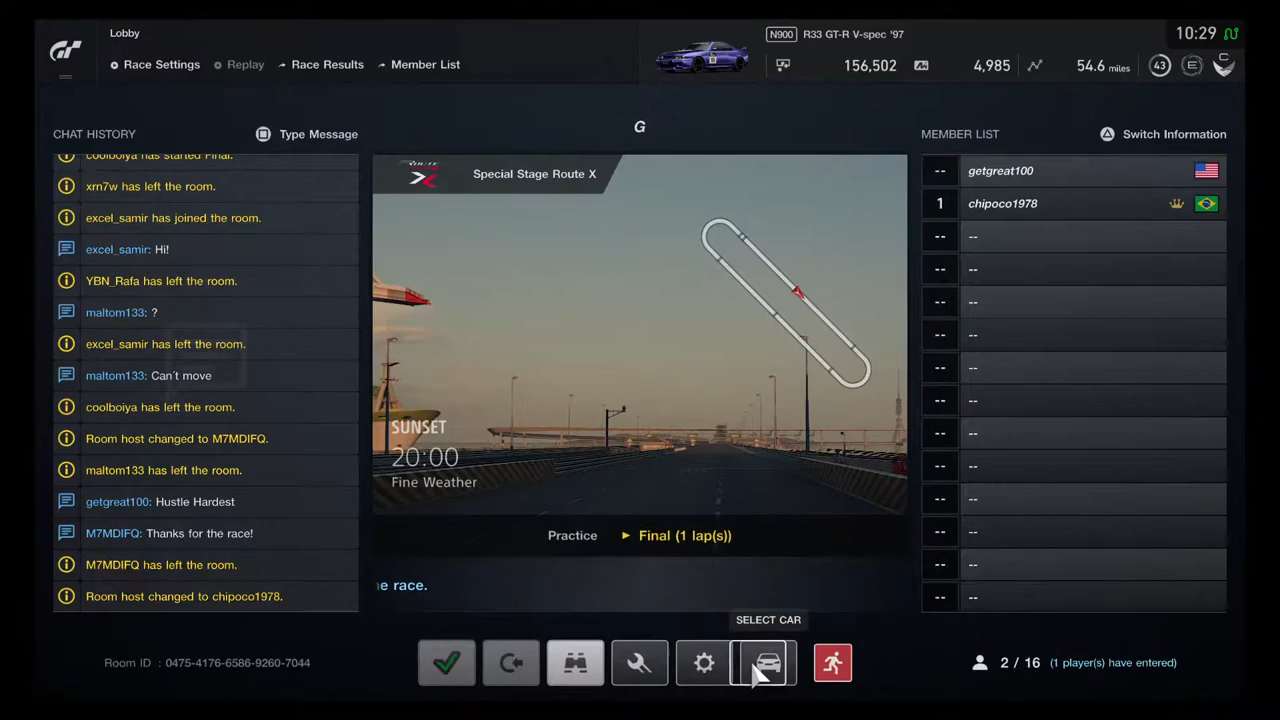 Lobby
N900 R33 GT-R V-spec '97
10:29
Race Settings Replay Race Results Member List
156,502 4,985 54.6 miles 43 E C
G
CHAT HISTORY Type Message
MEMBER LIST Switch Information
coolboiya has started Final.
xrn7w has left the room.
excel_samir has joined the room.
excel_samir: Hi!
YBN_Rafa has left the room.
maltom133: ?
excel_samir has left the room.
maltom133: Can´t move
coolboiya has left the room.
Room host changed to M7MDIFQ.
maltom133 has left the room.
getgreat100: Hustle Hardest
M7MDIFQ: Thanks for the race!
M7MDIFQ has left the room.
Room host changed to chipoco1978.
Special Stage Route X
SUNSET
20:00
Fine Weather
Practice Final (1 lap(s))
e race.
-- getgreat100
1 chipoco1978
-- --
-- --
-- --
-- --
-- --
-- --
-- --
-- --
-- --
-- --
-- --
-- --
SELECT CAR
Room ID : 0475-4176-6586-9260-7044
2 / 16 (1 player(s) have entered)